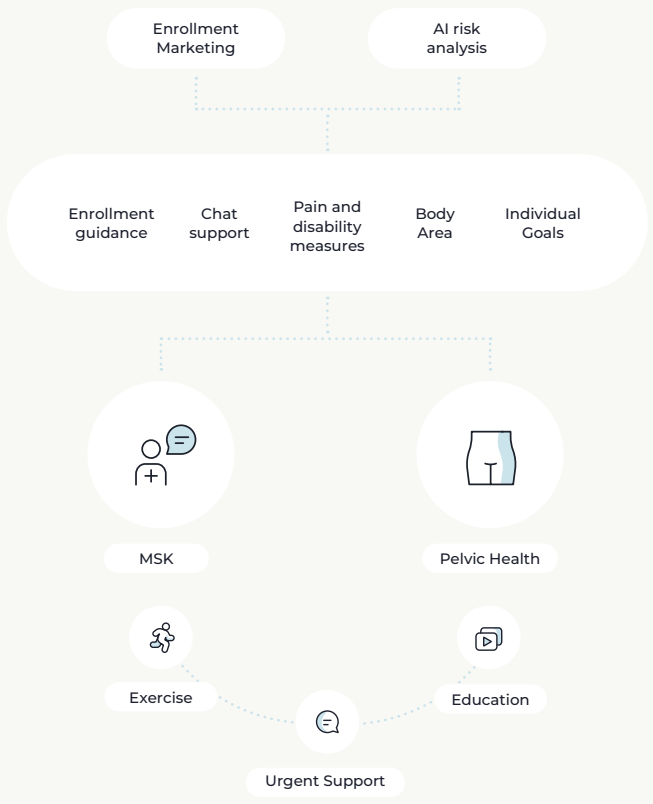 Enrollment
Marketing
AI risk
analysis
Enrollment
guidance
Chat
support
Pain and
disability
measures
Body
Area
Individual
Goals
MSK
Pelvic Health
Exercise
Education
Urgent Support